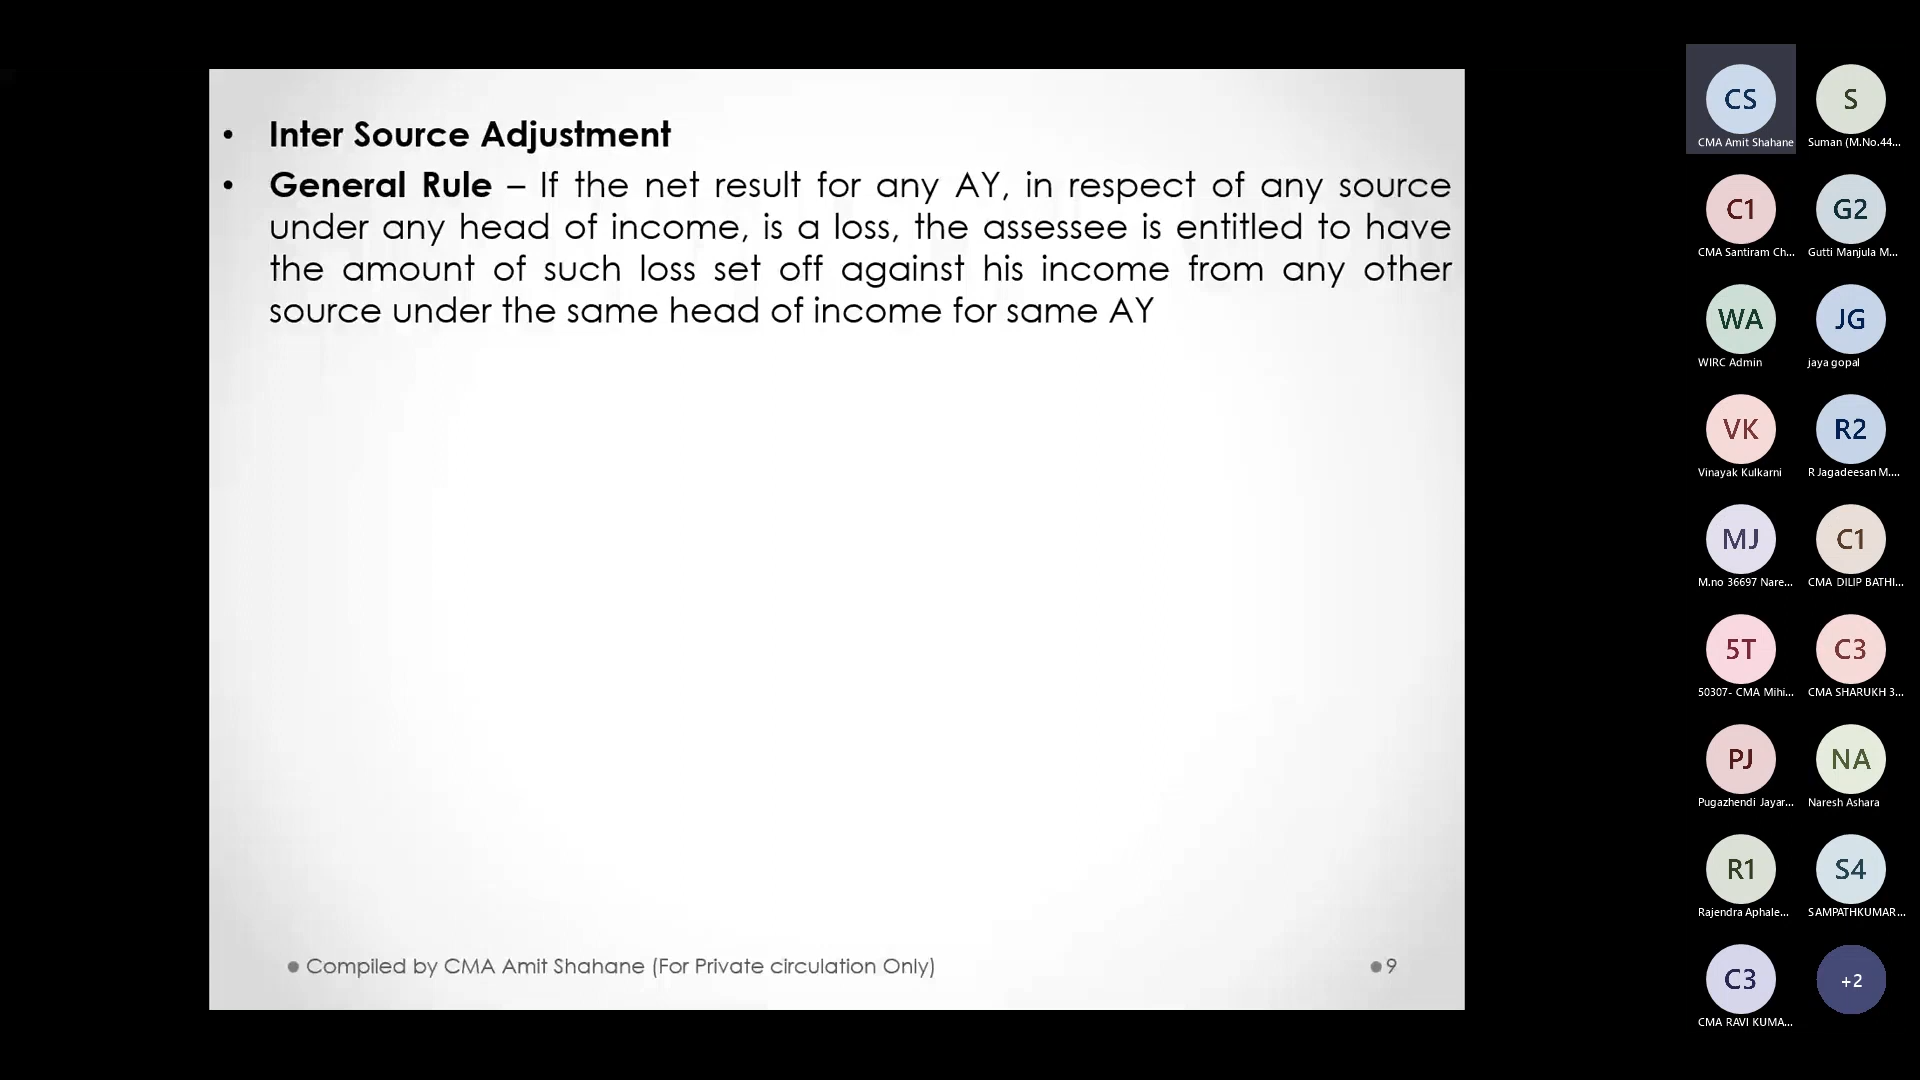 • Inter Source Adjustment
• General Rule – If the net result for any AY, in respect of any source
under any head of income, is a loss, the assessee is entitled to have
the amount of such loss set off against his income from any other
source under the same head of income for same AY
Compiled by CMA Amit Shahane (For Private circulation Only)
9
CS
CMA Amit Shahane
S
Suman (M.No.44...
C1
CMA Santiram Ch...
G2
Gutti Manjula M...
WA
WIRC Admin
JG
jaya gopal
VK
Vinayak Kulkarni
R2
R Jagadeesan M....
MJ
M.no 36697 Nare...
C1
CMA DILIP BATHI...
5T
50307- CMA Mihi...
C3
CMA SHARUKH 3...
PJ
Pugazhendi Jayar...
NA
Naresh Ashara
R1
Rajendra Aphale...
S4
SAMPATHKUMAR...
C3
CMA RAVI KUMA...
+2